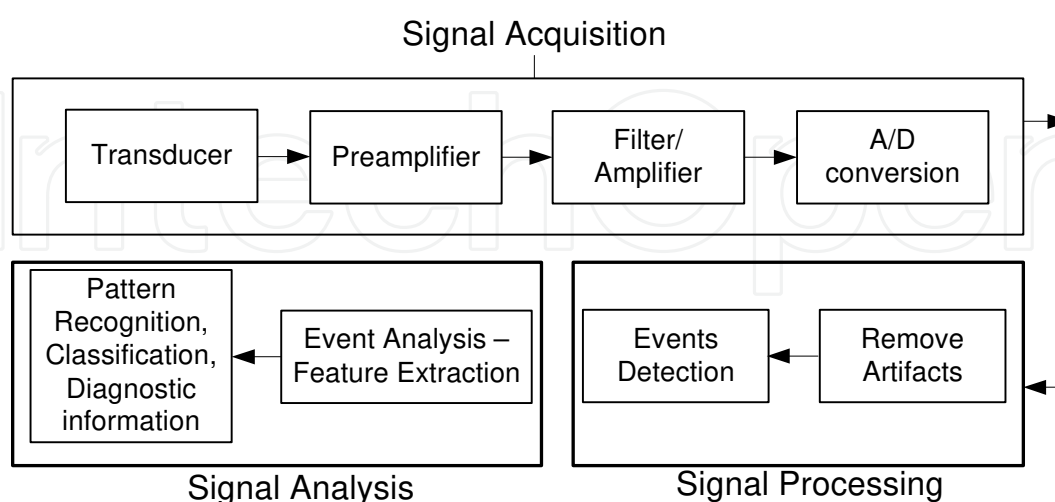 Signal Acquisition
Transducer
Preamplifier
Filter/
Amplifier
A/D
conversion
Pattern
Recognition,
Classification,
Diagnostic
information
Event Analysis –
Feature Extraction
Events
Detection
Remove
Artifacts
Signal Analysis
Signal Processing